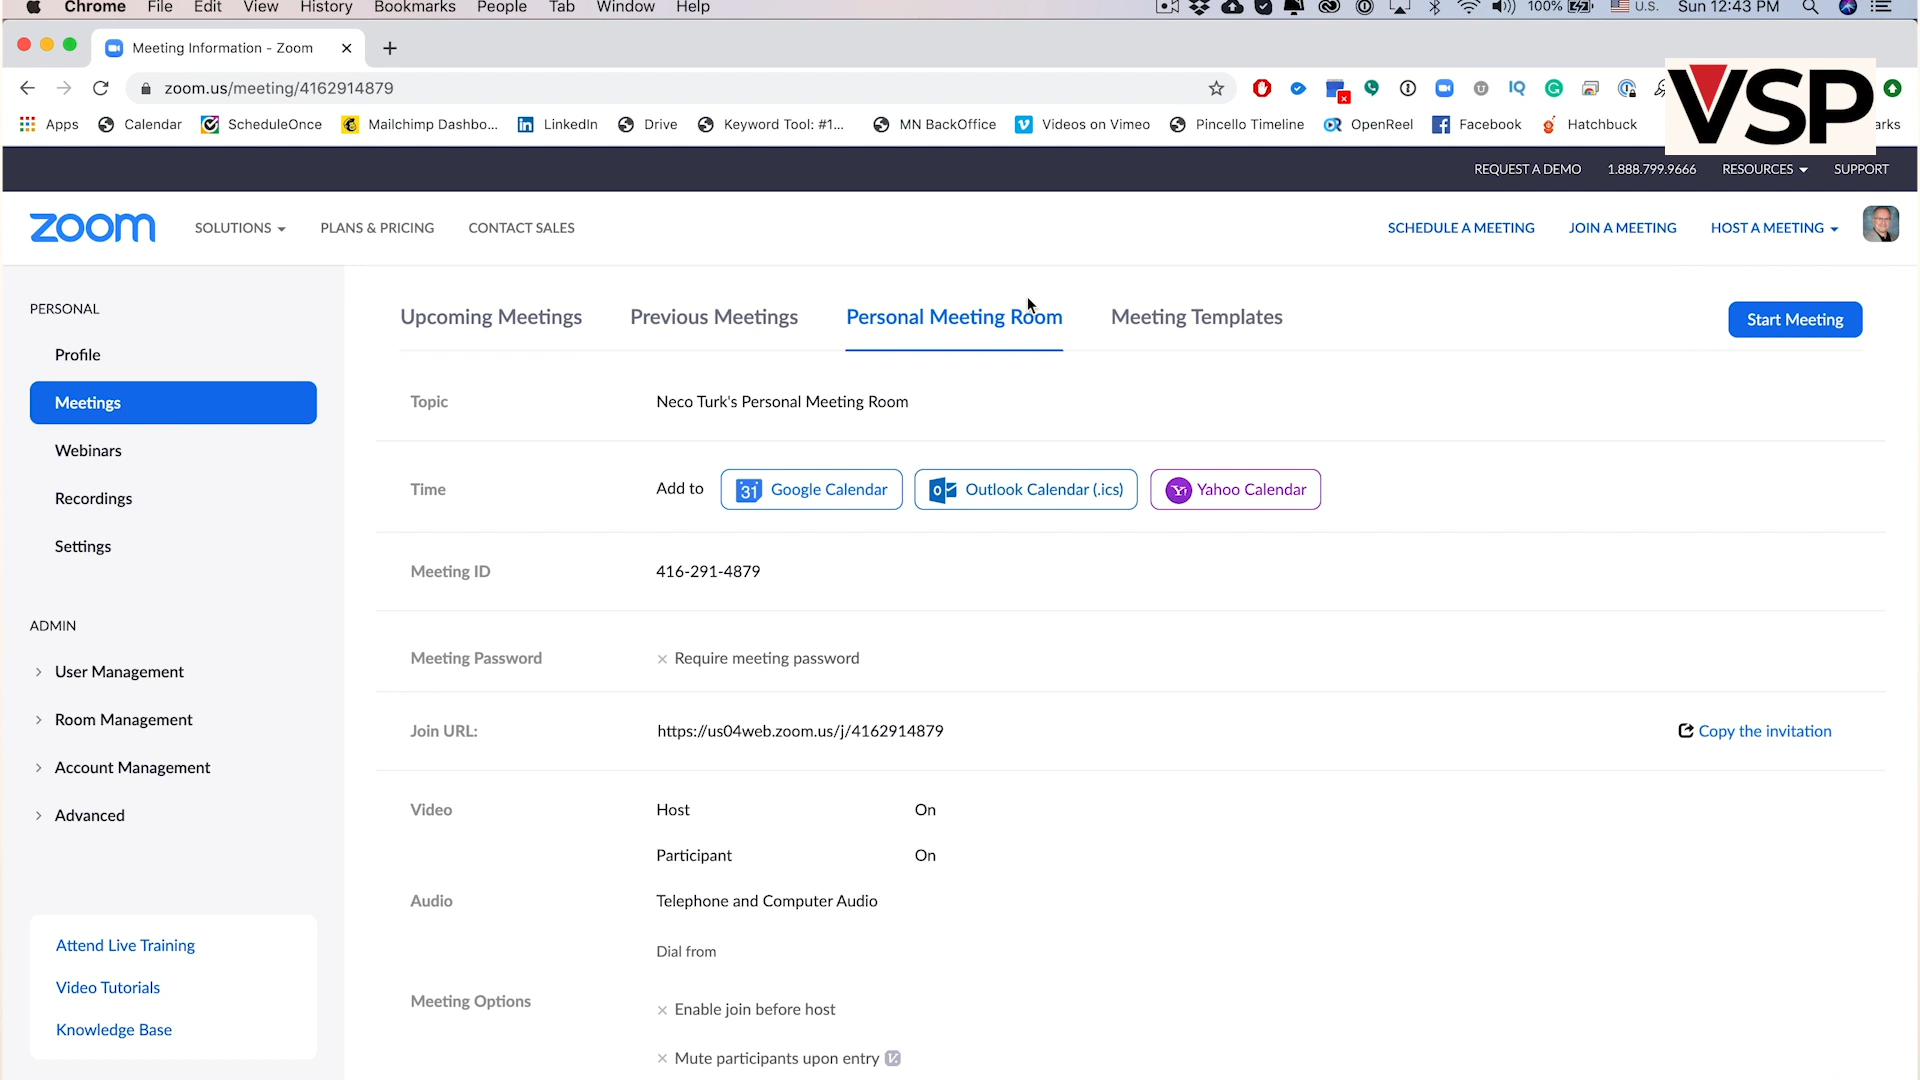 Chrome File Edit View History Bookmarks People Tab Window Help 100% U.S. Sun 12:43 PM
Meeting Information - Zoom
zoom.us/meeting/4162914879
VSP
Apps Calendar ScheduleOnce Mailchimp Dashbo... LinkedIn Drive Keyword Tool: #1... MN BackOffice Videos on Vimeo Pincello Timeline OpenReel Facebook Hatchbuck arks
REQUEST A DEMO 1.888.799.9666 RESOURCES SUPPORT
zoom SOLUTIONS PLANS & PRICING CONTACT SALES SCHEDULE A MEETING JOIN A MEETING HOST A MEETING
PERSONAL
Profile
Meetings
Webinars
Recordings
Settings
ADMIN
User Management
Room Management
Account Management
Advanced
Attend Live Training
Video Tutorials
Knowledge Base
Upcoming Meetings Previous Meetings Personal Meeting Room Meeting Templates Start Meeting
Topic Neco Turk's Personal Meeting Room
Time Add to 31 Google Calendar Outlook Calendar (.ics) Yahoo Calendar
Meeting ID 416-291-4879
Meeting Password × Require meeting password
Join URL: https://us04web.zoom.us/j/4162914879 Copy the invitation
Video Host On
Participant On
Audio Telephone and Computer Audio
Dial from
Meeting Options × Enable join before host
× Mute participants upon entry